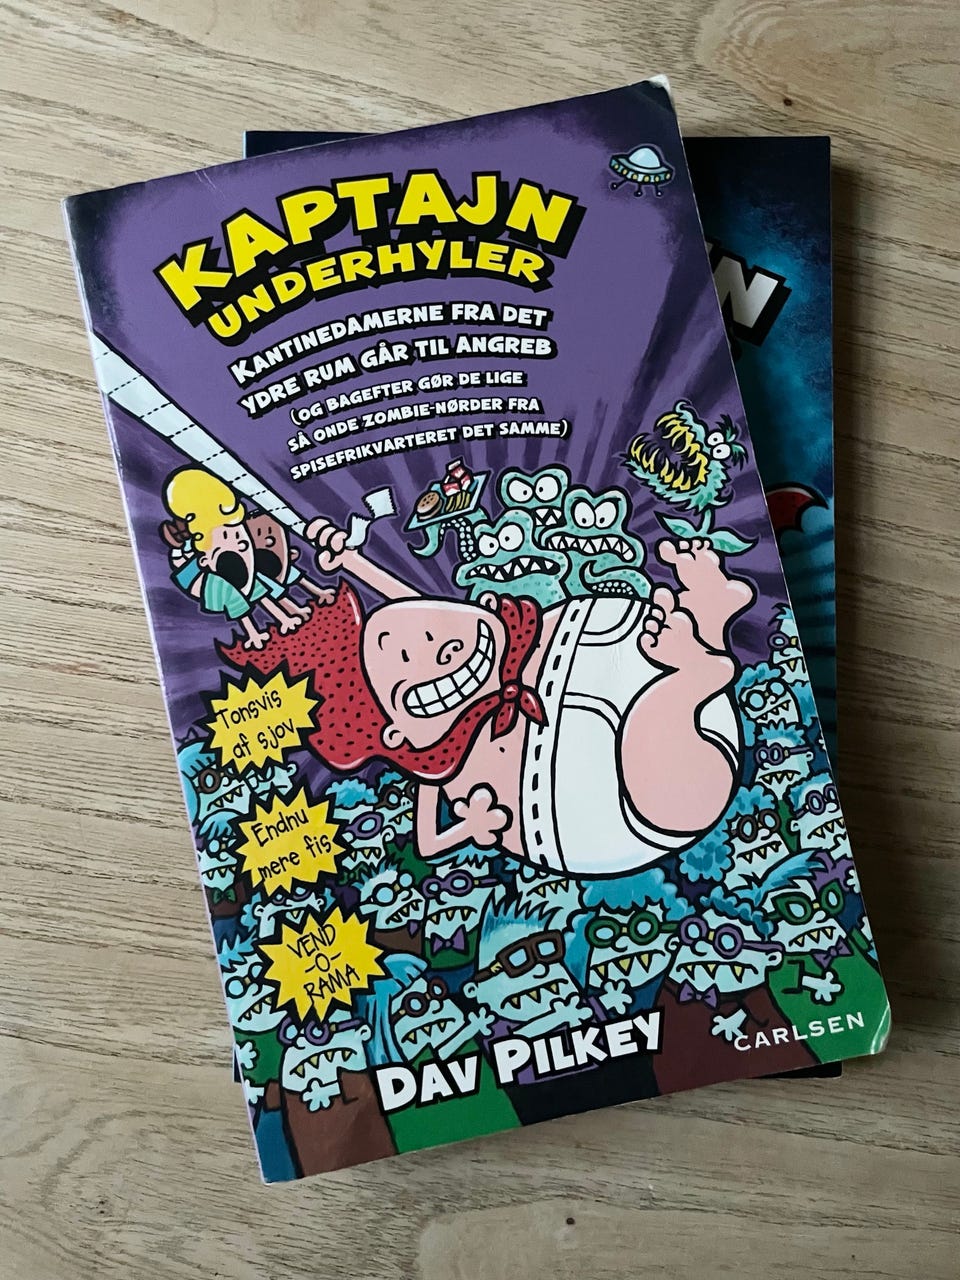 KAPTAJN
UNDERHYLER
KANTINEDAMERNE FRA DET
YDRE RUM GÅR TIL ANGREB
(OG BAGEFTER GØR DE LIGE
SÅ ONDE ZOMBIE-NØRDER FRA
SPISEFRIKVARTERET DET SAMME)
Tonsvis
af sjov
Endnu
mere fis
VEND
-O-
RAMA
DAV PILKEY
CARLSEN